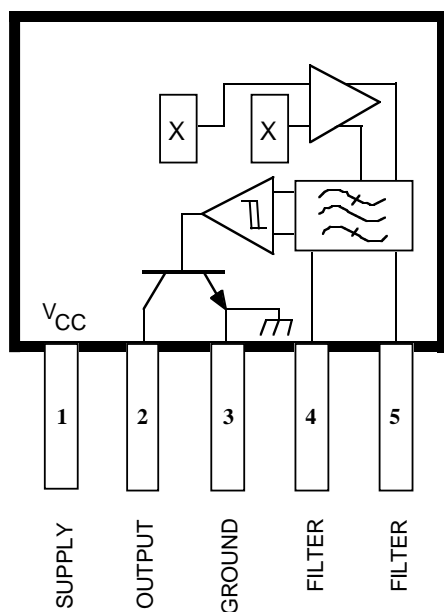 X X
VCC
1 2 3 4 5
SUPPLY
OUTPUT
GROUND
FILTER
FILTER